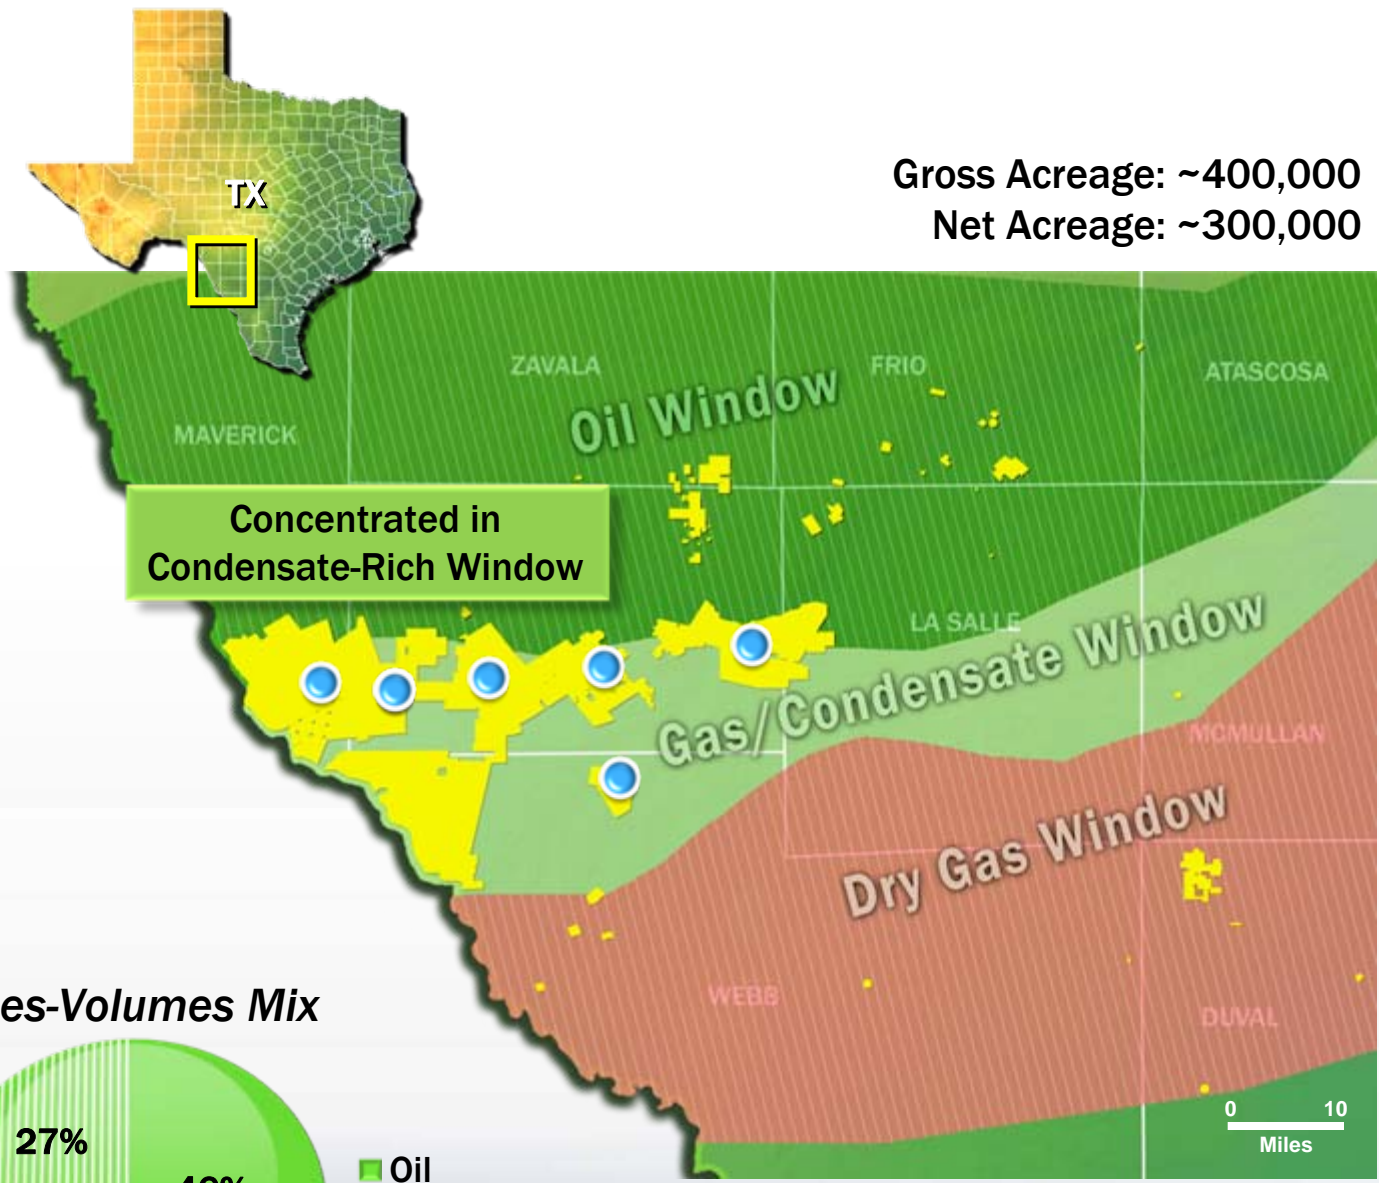 TX
Gross Acreage: ~400,000
Net Acreage: ~300,000
ZAVALA
FRIO
ATASCOSA
MAVERICK
Oil Window
Concentrated in
Condensate-Rich Window
LA SALLE
Gas/Condensate Window
MCMULLAN
Dry Gas Window
WEBB
DUVAL
0 10
Miles
es-Volumes Mix
27%
Oil